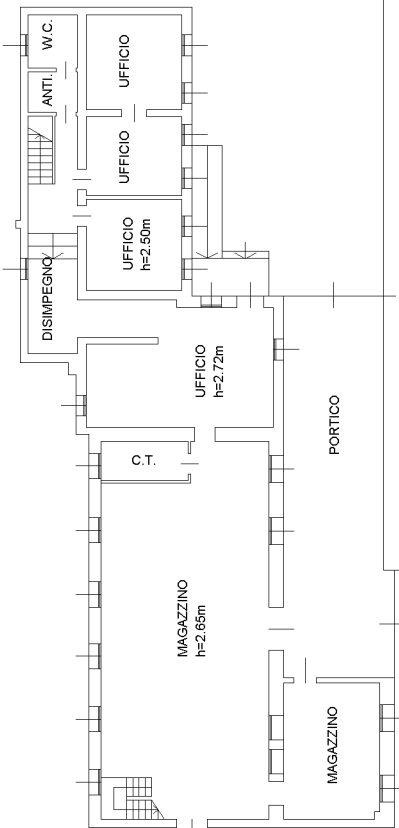 W.C.
UFFICIO
ANTI.
UFFICIO
UFFICIO
h=2.50m
DISIMPEGNO
UFFICIO
h=2.72m
PORTICO
C.T.
MAGAZZINO
h=2.65m
MAGAZZINO